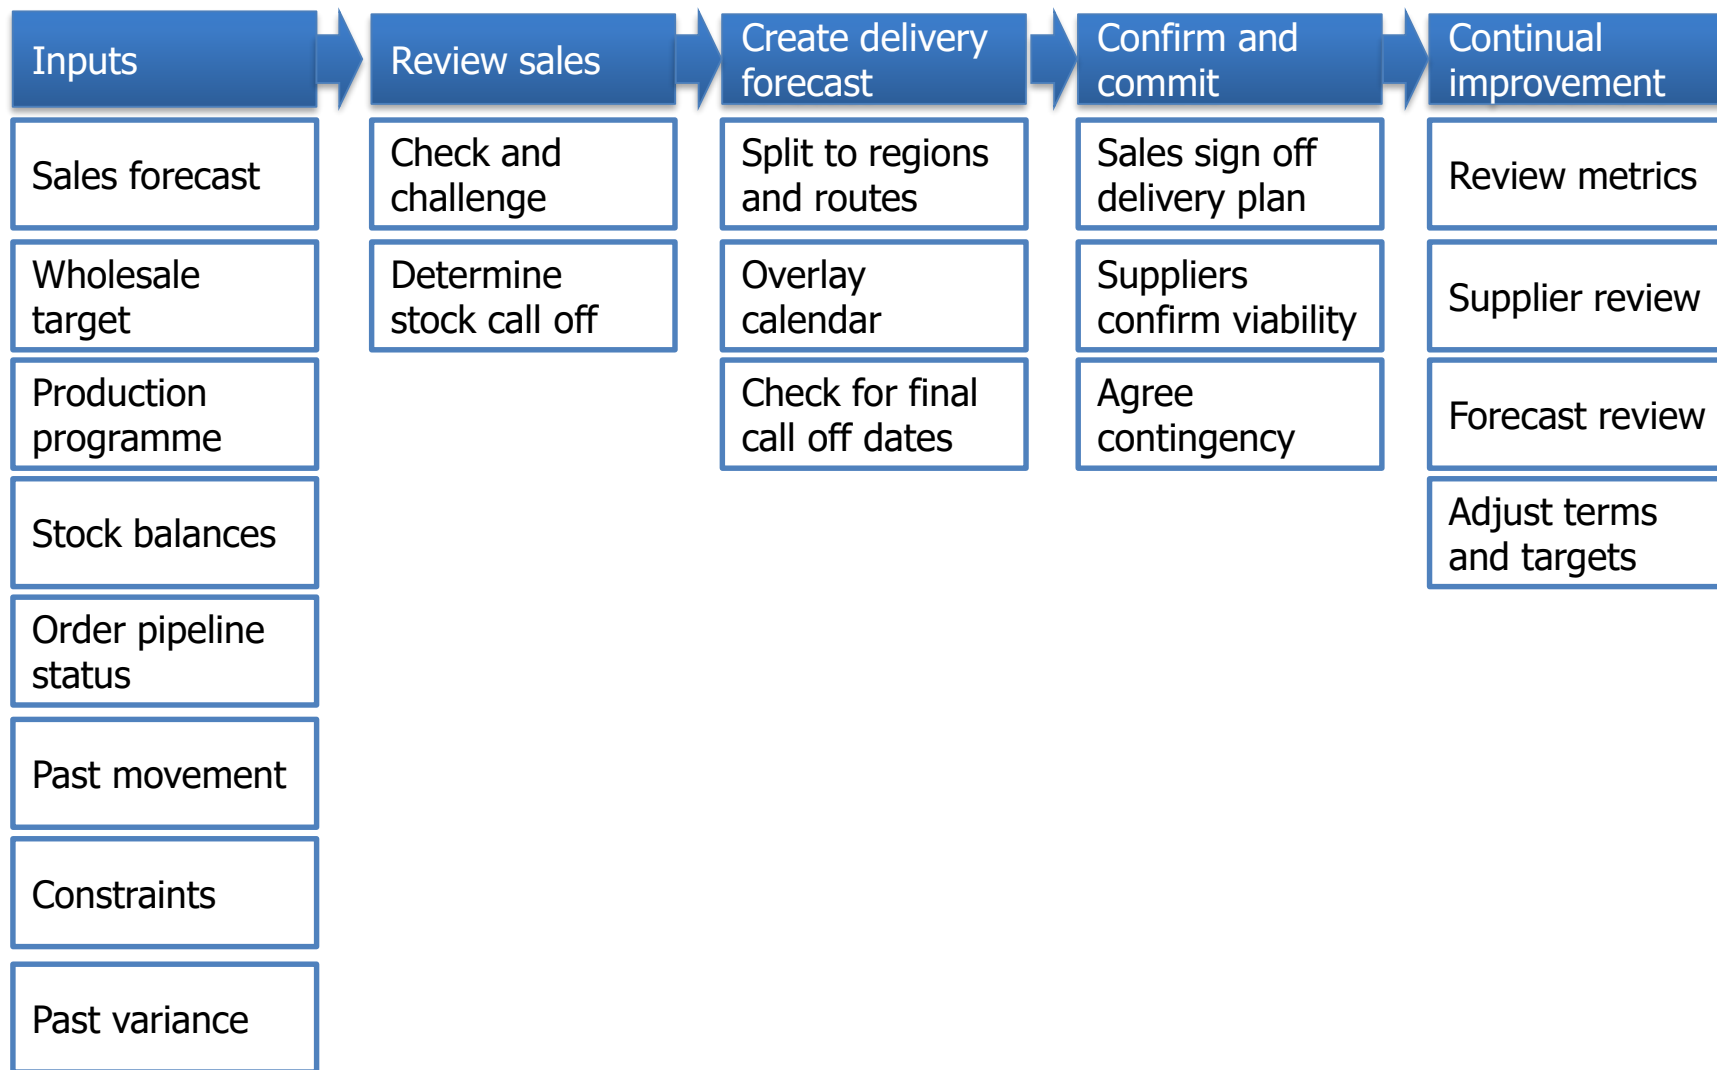 Inputs
Sales forecast
Wholesale
target
Production
programme
Stock balances
Order pipeline
status
Past movement
Constraints
Past variance
Review sales
Check and
challenge
Determine
stock call off
Create delivery
forecast
Split to regions
and routes
Overlay
calendar
Check for final
call off dates
Confirm and
commit
Sales sign off
delivery plan
Suppliers
confirm viability
Agree
contingency
Continual
improvement
Review metrics
Supplier review
Forecast review
Adjust terms
and targets